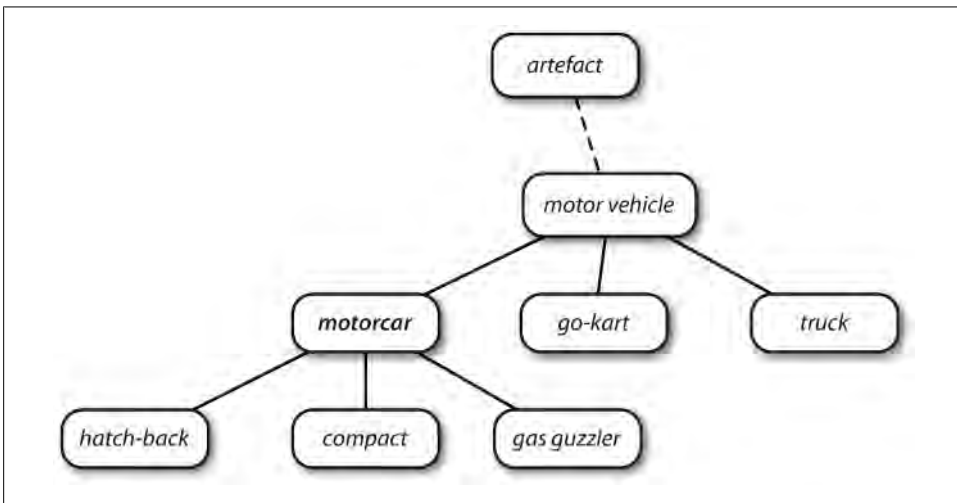 artefact
motor vehicle
motorcar
go-kart
truck
hatch-back
compact
gas guzzler